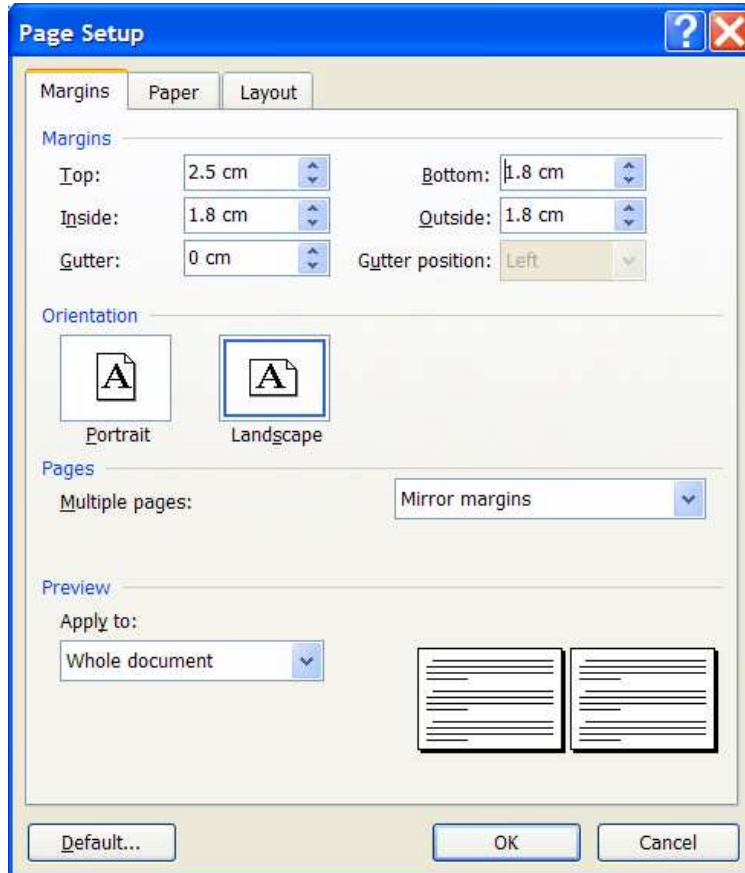 Page Setup
Margins Paper Layout
Margins
Top: 2.5 cm Bottom: 1.8 cm
Inside: 1.8 cm Outside: 1.8 cm
Gutter: 0 cm Gutter position: Left
Orientation
A A
Portrait Landscape
Pages
Multiple pages: Mirror margins
Preview
Apply to:
Whole document
Default... OK Cancel